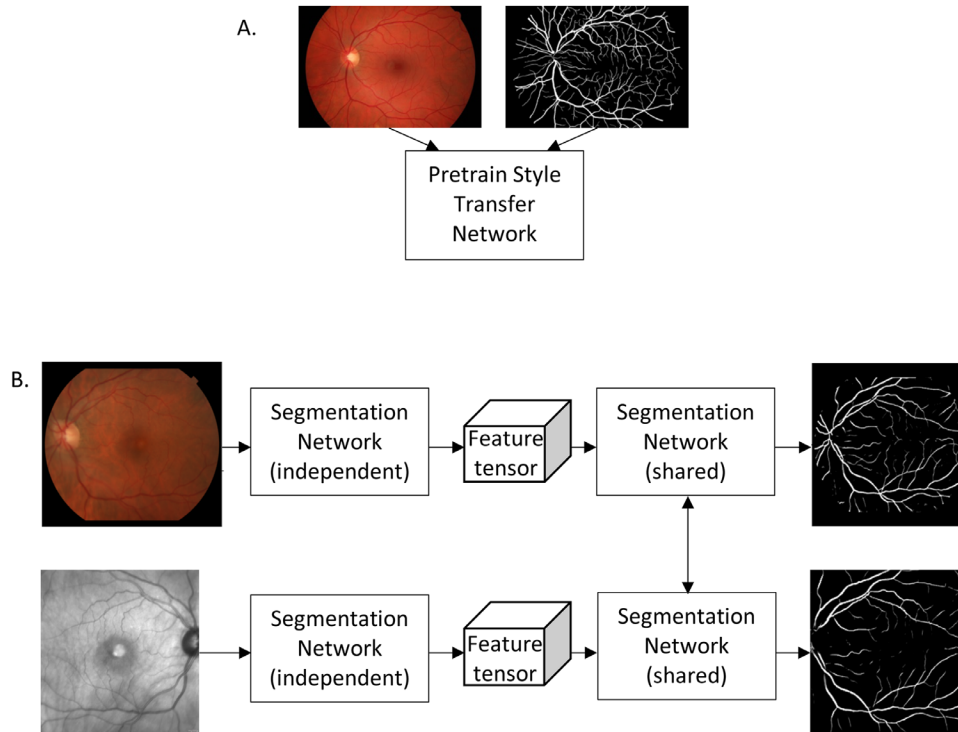 A.
Pretrain Style
Transfer
Network
B.
Segmentation
Network
(independent)
Feature
tensor
Segmentation
Network
(shared)
Segmentation
Network
(independent)
Feature
tensor
Segmentation
Network
(shared)